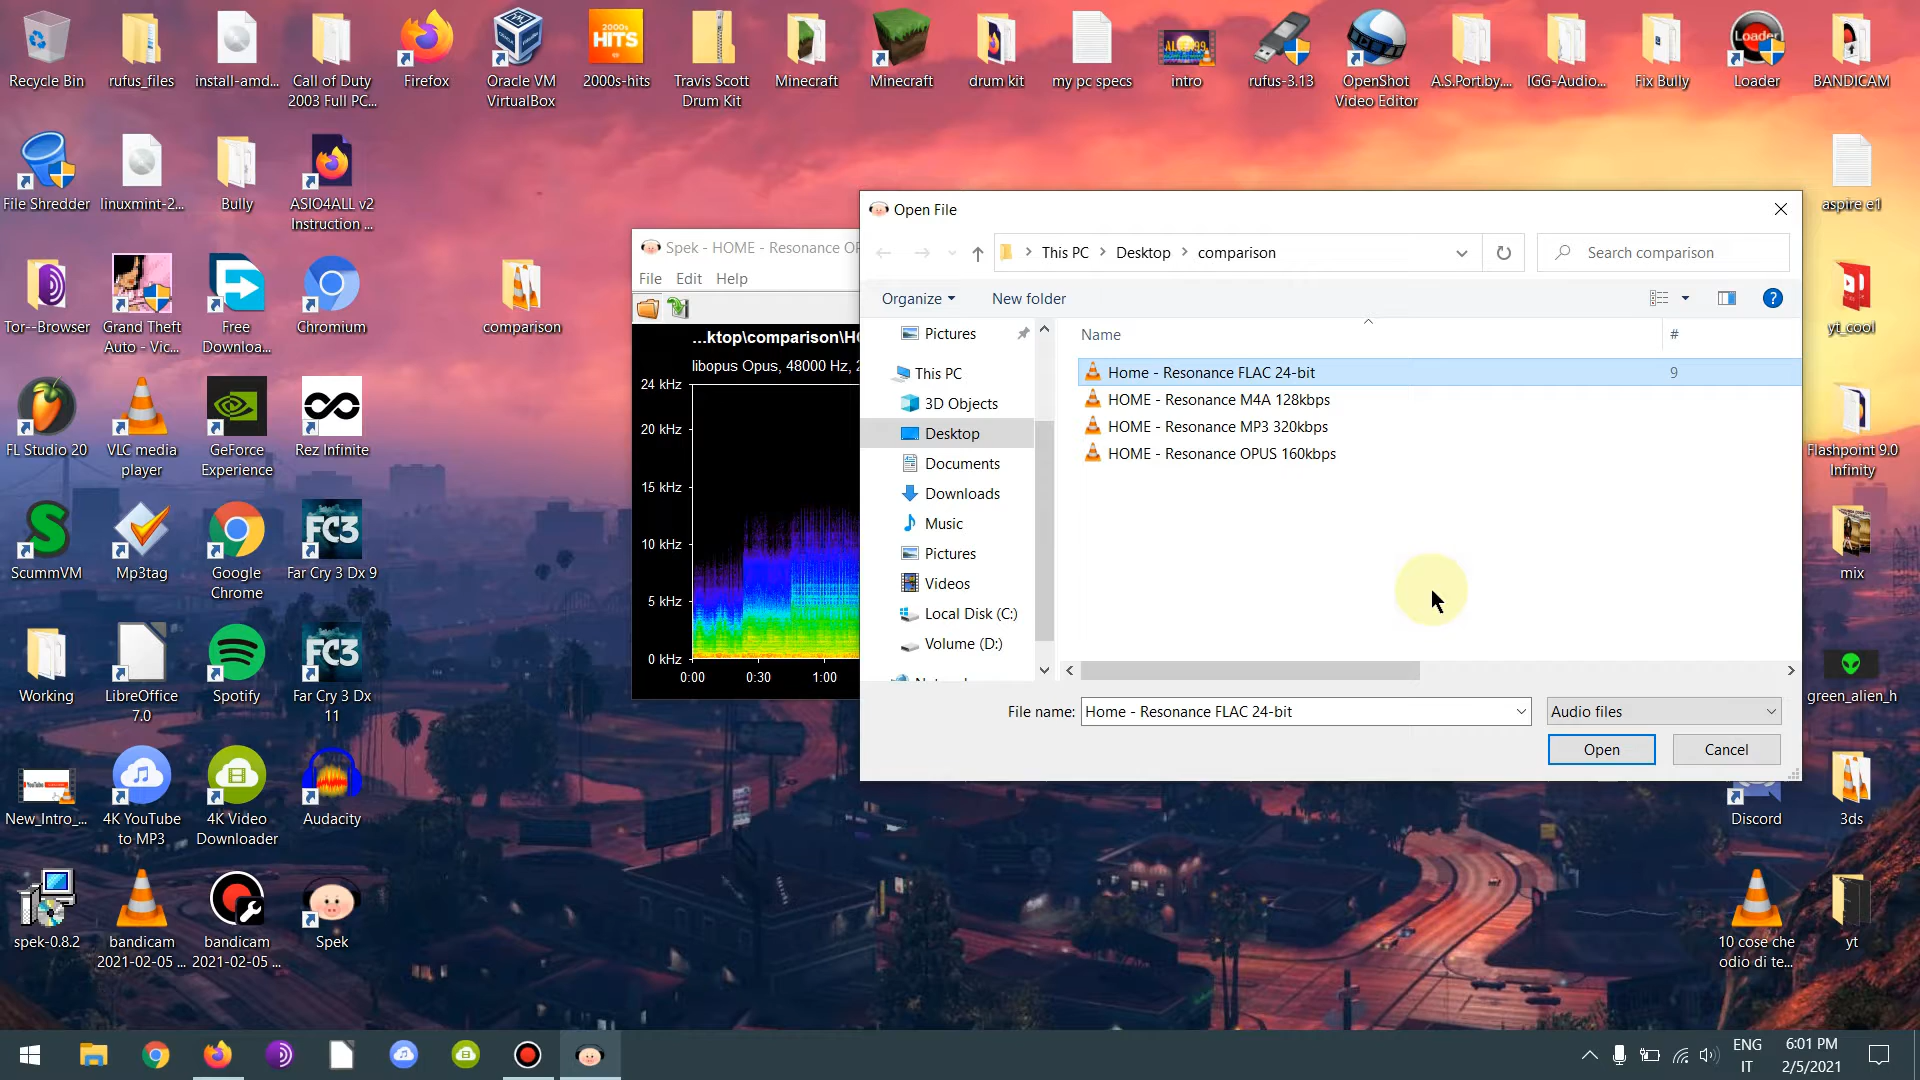 Recycle Bin
rufus_files
install-amd...
Call of Duty
2003 Full PC...
Firefox
Oracle VM
VirtualBox
2000s
HITS
2000s-hits
Travis Scott
Drum Kit
Minecraft
Minecraft
drum kit
my pc specs
intro
rufus-3.13
OpenShot
Video Editor
A.S.Port.by....
IGG-Audio...
Fix Bully
Loader
Loader
BANDICAM
File Shredder
linuxmint-2...
Bully
ASIO4ALL v2
Instruction ...
aspire e1
Tor--Browser
Grand Theft
Auto - Vic...
Free
Downloa...
Chromium
comparison
yt_cool
FL Studio 20
VLC media
player
GeForce
Experience
Rez Infinite
Flashpoint 9.0
Infinity
ScummVM
Mp3tag
Google
Chrome
FC3
Far Cry 3 Dx 9
mix
Working
LibreOffice
7.0
Spotify
FC3
Far Cry 3 Dx
11
green_alien_h
New_Intro_...
4K YouTube
to MP3
4K Video
Downloader
Audacity
Discord
3ds
spek-0.8.2
bandicam
2021-02-05 ...
bandicam
2021-02-05 ...
Spek
10 cose che
odio di te...
yt
Spek - HOME - Resonance OP
File Edit Help
...ktop\comparison\HO
libopus Opus, 48000 Hz, 2
24 kHz
20 kHz
15 kHz
10 kHz
5 kHz
0 kHz
0:00 0:30 1:00
Open File
This PC > Desktop > comparison
Search comparison
Organize
New folder
Pictures
This PC
3D Objects
Desktop
Documents
Downloads
Music
Pictures
Videos
Local Disk (C:)
Volume (D:)
Name #
Home - Resonance FLAC 24-bit 9
HOME - Resonance M4A 128kbps
HOME - Resonance MP3 320kbps
HOME - Resonance OPUS 160kbps
File name: Home - Resonance FLAC 24-bit
Audio files
Open
Cancel
ENG
IT
6:01 PM
2/5/2021